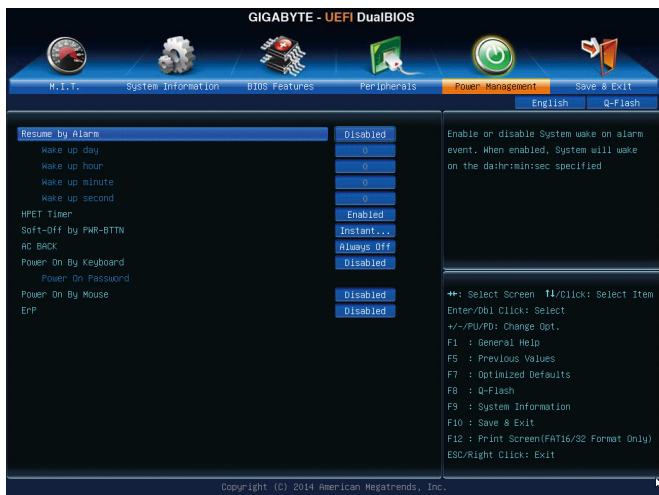 GIGABYTE - UEFI DualBIOS
M.I.T.
System Information
BIOS Features
Peripherals
Power Management
Save & Exit
English
Q-Flash
Resume by Alarm Disabled
Wake up day 0
Wake up hour 0
Wake up minute 0
Wake up second 0
HPET Timer Enabled
Soft-Off by PWR-BTTN Instant...
AC BACK Always Off
Power On By Keyboard Disabled
Power On Password
Power On By Mouse Disabled
ErP Disabled
Enable or disable System wake on alarm
event. When enabled, System will wake
on the da:hr:min:sec specified
→←: Select Screen ↑↓/Click: Select Item
Enter/Dbl Click: Select
+/-/PU/PD: Change Opt.
F1 : General Help
F5 : Previous Values
F7 : Optimized Defaults
F8 : Q-Flash
F9 : System Information
F10 : Save & Exit
F12 : Print Screen(FAT16/32 Format Only)
ESC/Right Click: Exit
Copyright (C) 2014 American Megatrends, Inc.